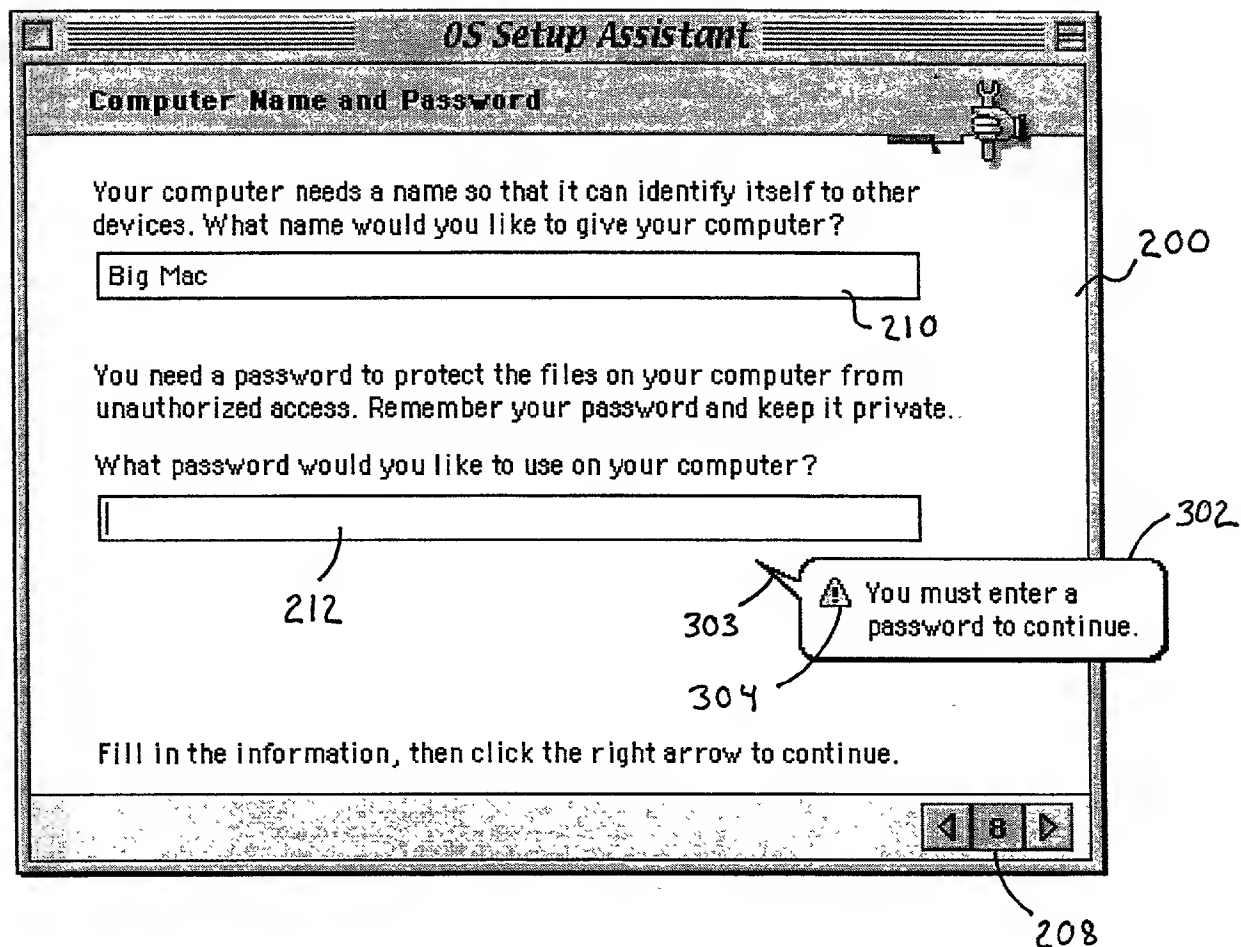 OS Setup Assistant
Computer Name and Password
Your computer needs a name so that it can identify itself to other
devices. What name would you like to give your computer?
200
Big Mac
210
You need a password to protect the files on your computer from
unauthorized access. Remember your password and keep it private.
What password would you like to use on your computer?
302
212
303
You must enter a
password to continue.
304
Fill in the information, then click the right arrow to continue.
8
208